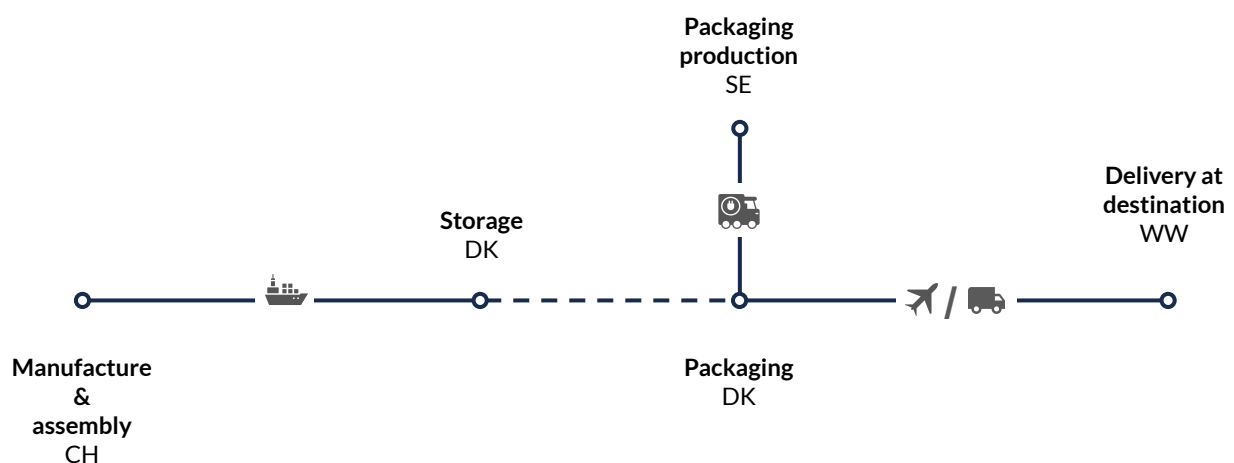 Packaging
production
SE
Delivery at
destination
WW
Storage
DK
/
Manufacture
&
assembly
CH
Packaging
DK